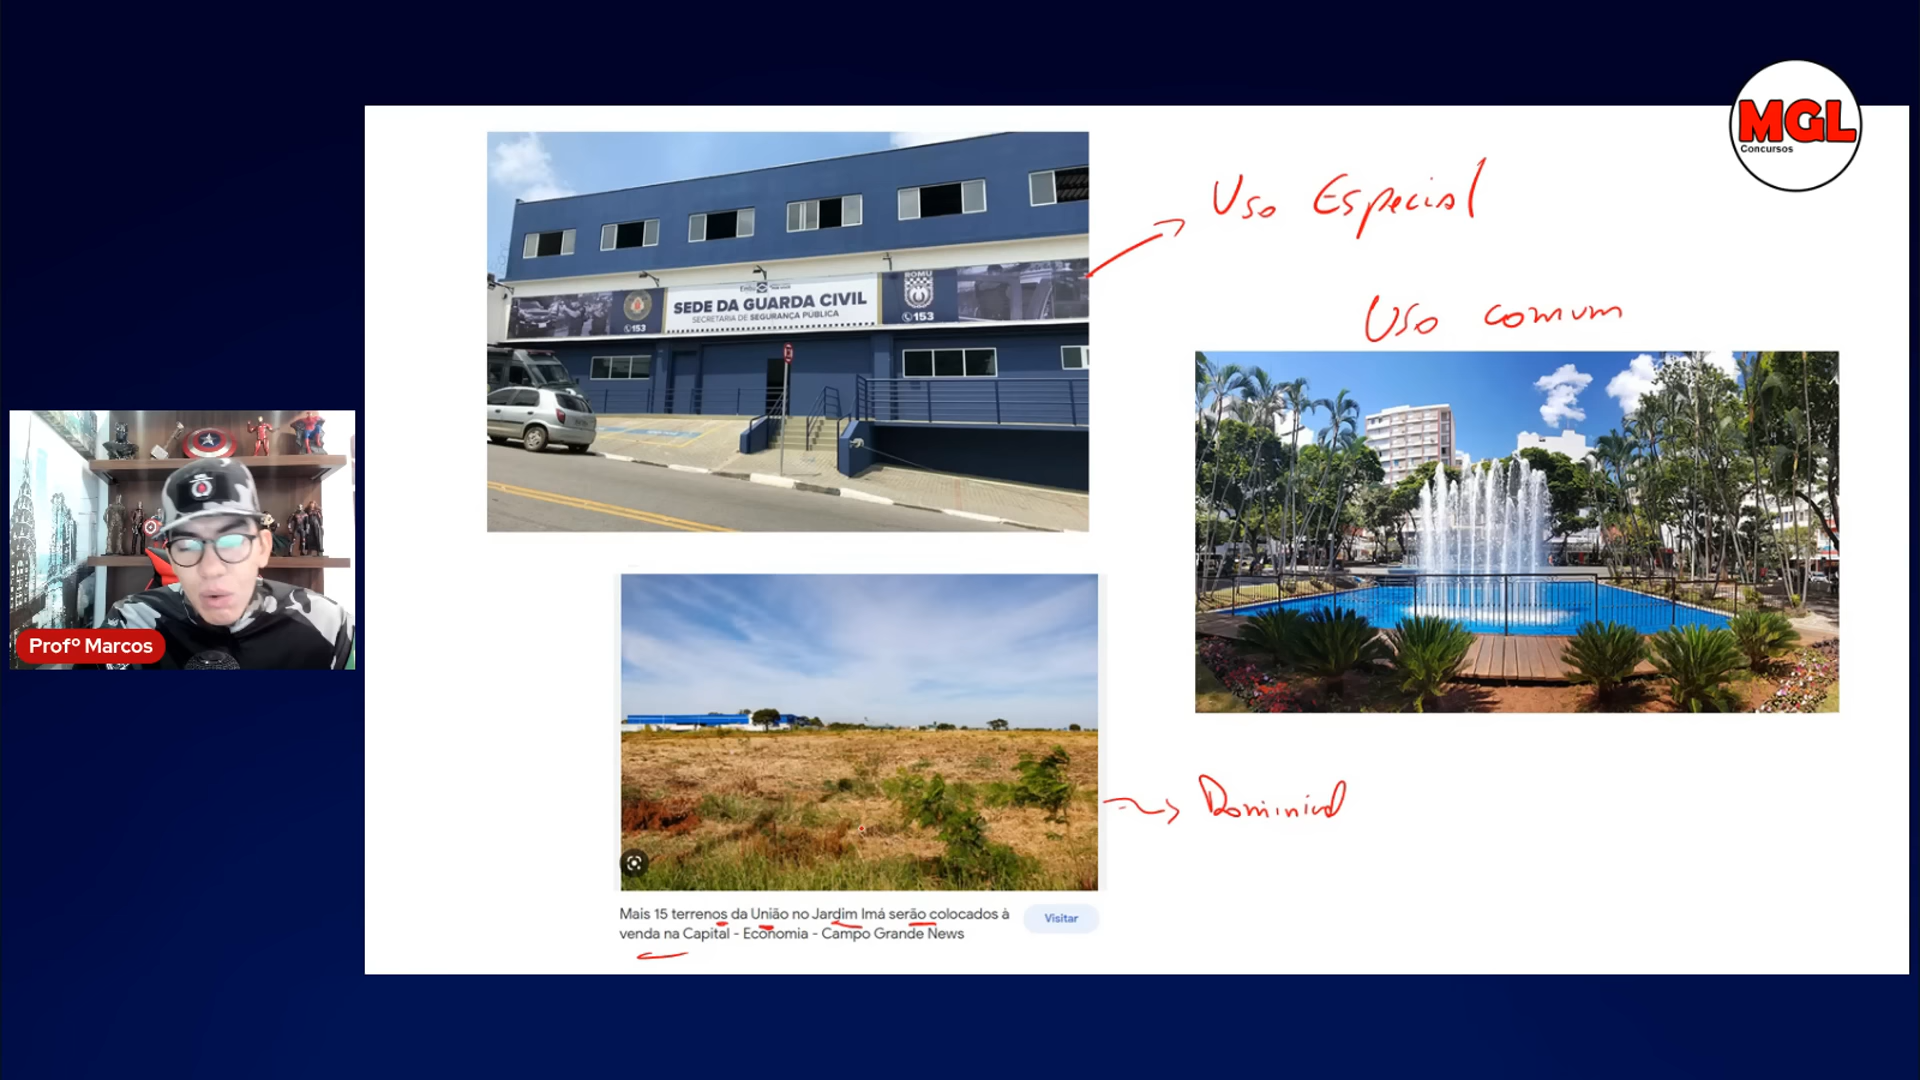 MGL
Concursos
Uso Especial
Uso comum
ROMU
SEDE DA GUARDA CIVIL
SECRETARIA DE SEGURANÇA PÚBLICA
153
153
Profº Marcos
Dominical
Mais 15 terrenos da União no Jardim Imá serão colocados à
venda na Capital - Economia - Campo Grande News
Visitar